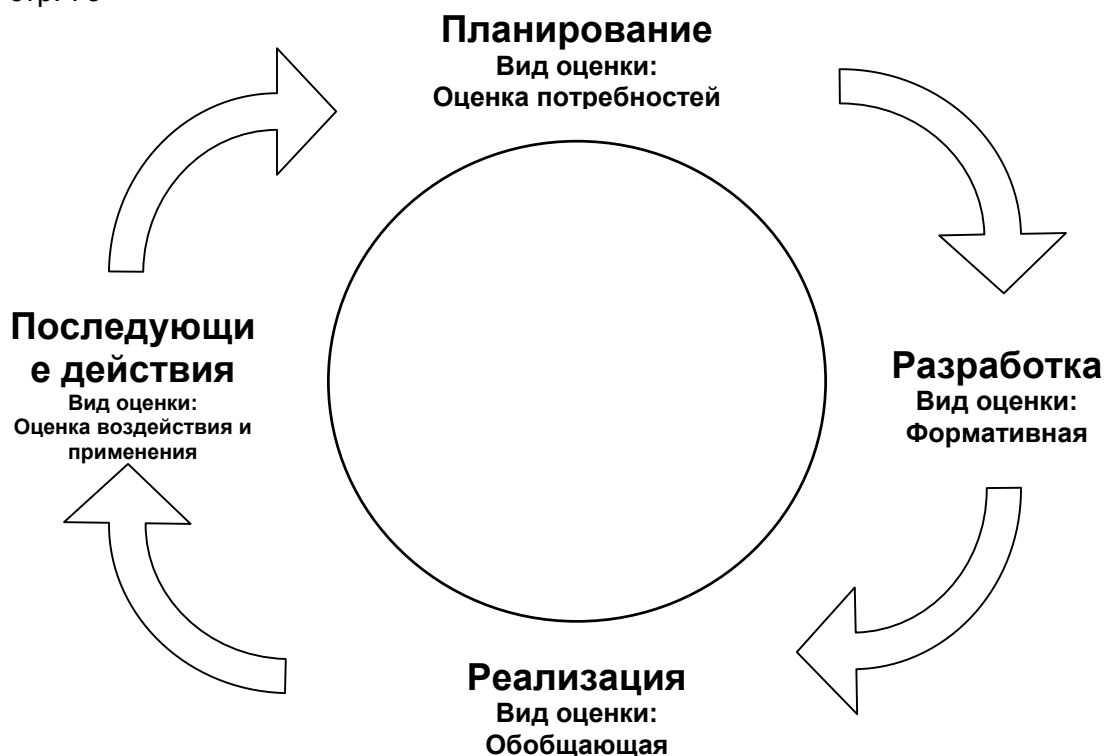 Планирование
Вид оценки:
Оценка потребностей
Последующи
е действия
Вид оценки:
Оценка воздействия и
применения
Разработка
Вид оценки:
Формативная
Реализация
Вид оценки:
Обобщающая